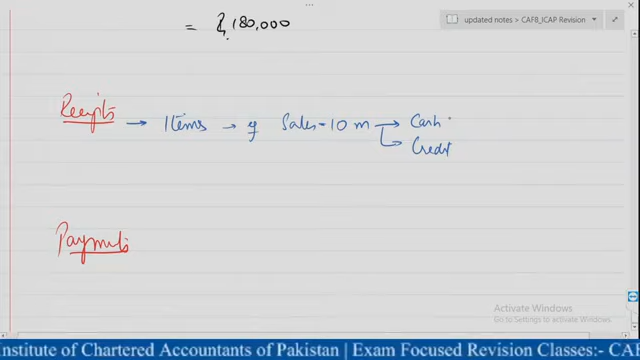 = 2,180,000
updated notes > CAF8_ICAP Revision
Receipts → Items → g Sales = 10 m → Cash
→ Credit
Payments
Activate Windows
Go to Settings to activate Windows.
Institute of Chartered Accountants of Pakistan | Exam Focused Revision Classes:- CA